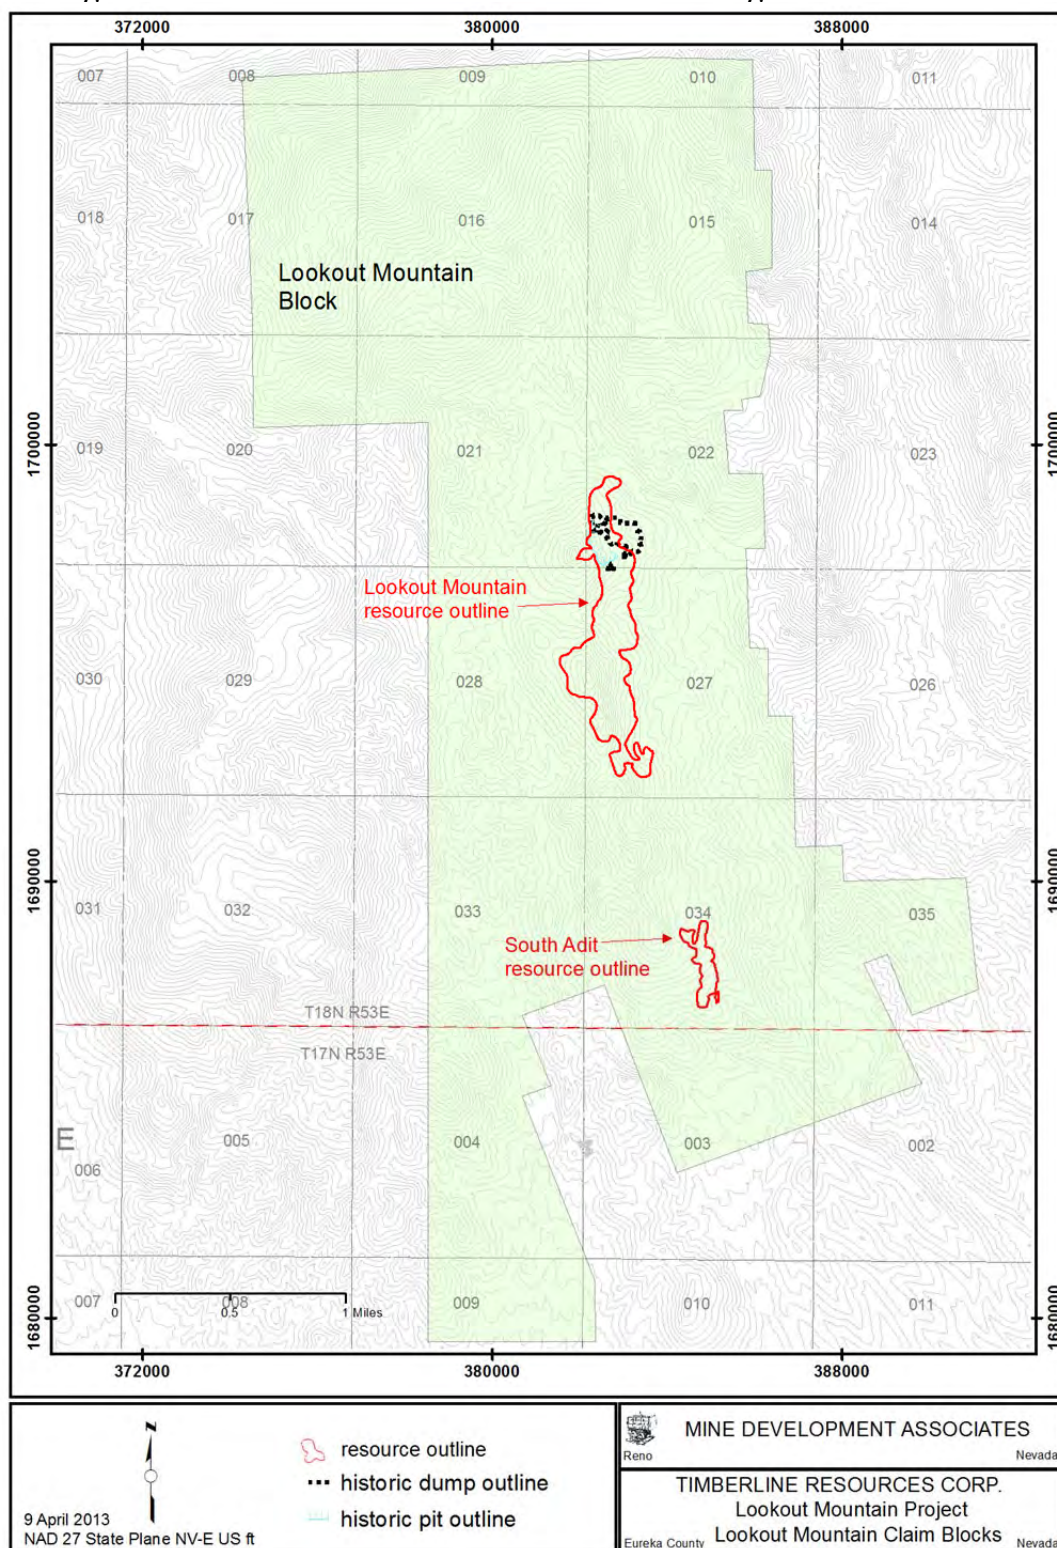 372000 380000 388000
007 008 009 010 011
018 017 016 015 014
Lookout Mountain
Block
1700000 1700000
019 020 021 022 023
Lookout Mountain
resource outline
030 029 028 027 026
1690000 1690000
031 032 033 034 035
South Adit
resource outline
T18N R53E
T17N R53E
E
006 005 004 003 002
1680000 1680000
007 008 009 010 011
0 0.5 1 Miles
372000 380000 388000
N
resource outline
historic dump outline
historic pit outline
9 April 2013
NAD 27 State Plane NV-E US ft
MINE DEVELOPMENT ASSOCIATES
Reno Nevada
TIMBERLINE RESOURCES CORP.
Lookout Mountain Project
Eureka County Lookout Mountain Claim Blocks Nevada